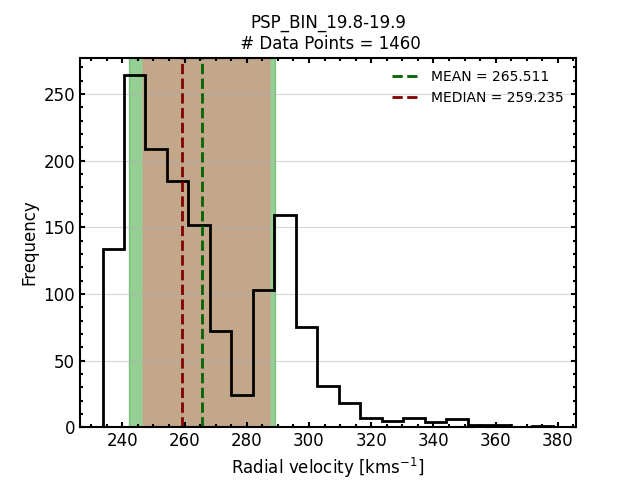 PSP_BIN_19.8-19.9
# Data Points = 1460
MEAN = 265.511
MEDIAN = 259.235
Frequency
250
200
150
100
50
0
240 260 280 300 320 340 360 380
Radial velocity [kms⁻¹]